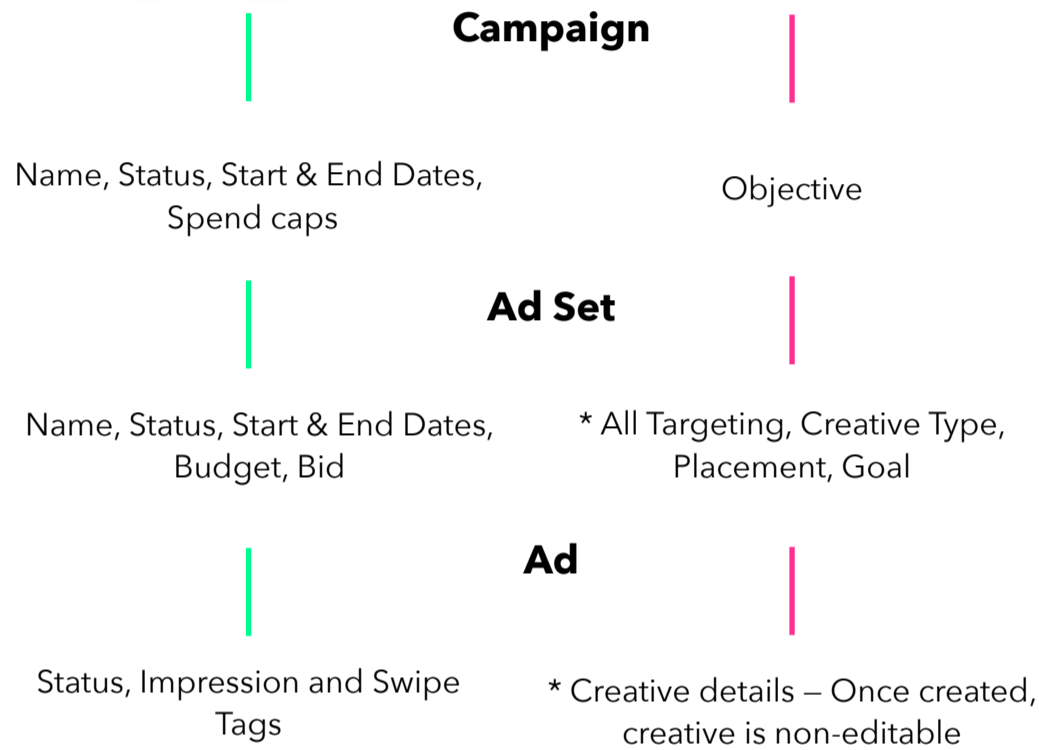 Campaign
Name, Status, Start & End Dates,
Spend caps
Objective
Ad Set
Name, Status, Start & End Dates,
Budget, Bid
* All Targeting, Creative Type,
Placement, Goal
Ad
Status, Impression and Swipe
Tags
* Creative details – Once created,
creative is non-editable